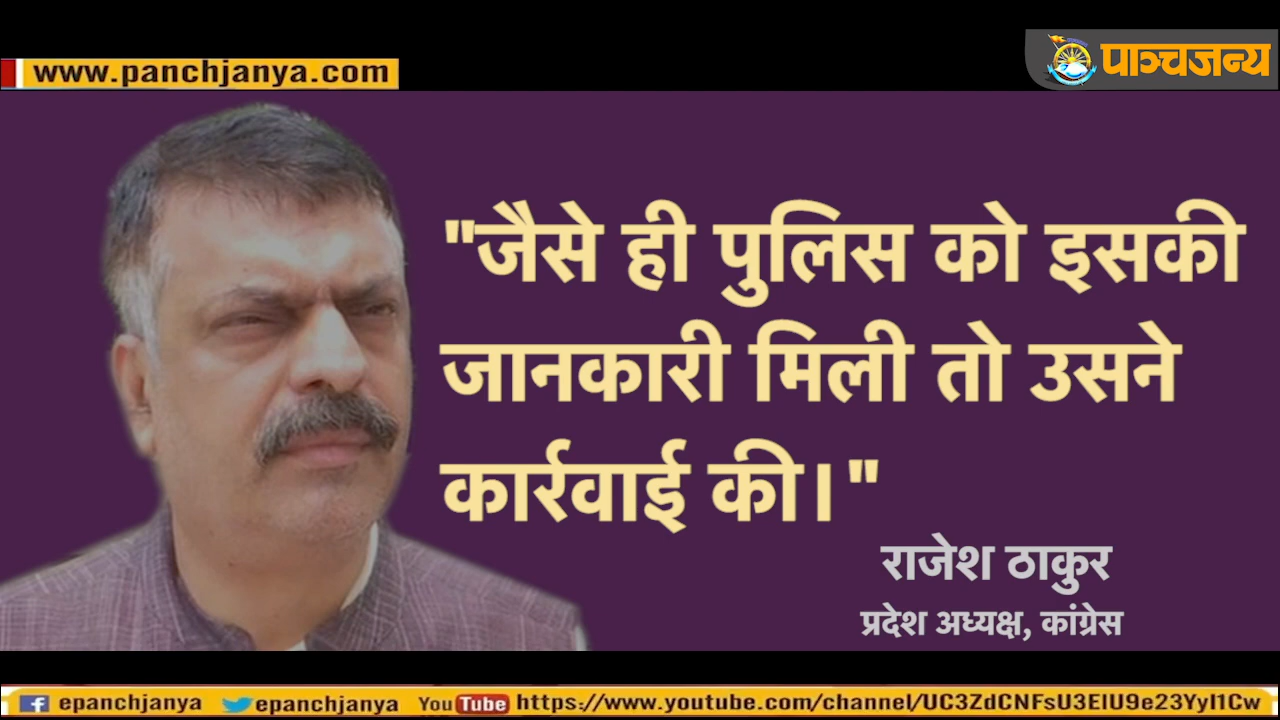 www.panchjanya.com
पाञ्चजन्य
"जैसे ही पुलिस को इसकी
जानकारी मिली तो उसने
कार्रवाई की।"
राजेश ठाकुर
प्रदेश अध्यक्ष, कांग्रेस
epanchjanya epanchjanya YouTube https://www.youtube.com/channel/UC3ZdCNFsU3EIU9e23YyI1Cw